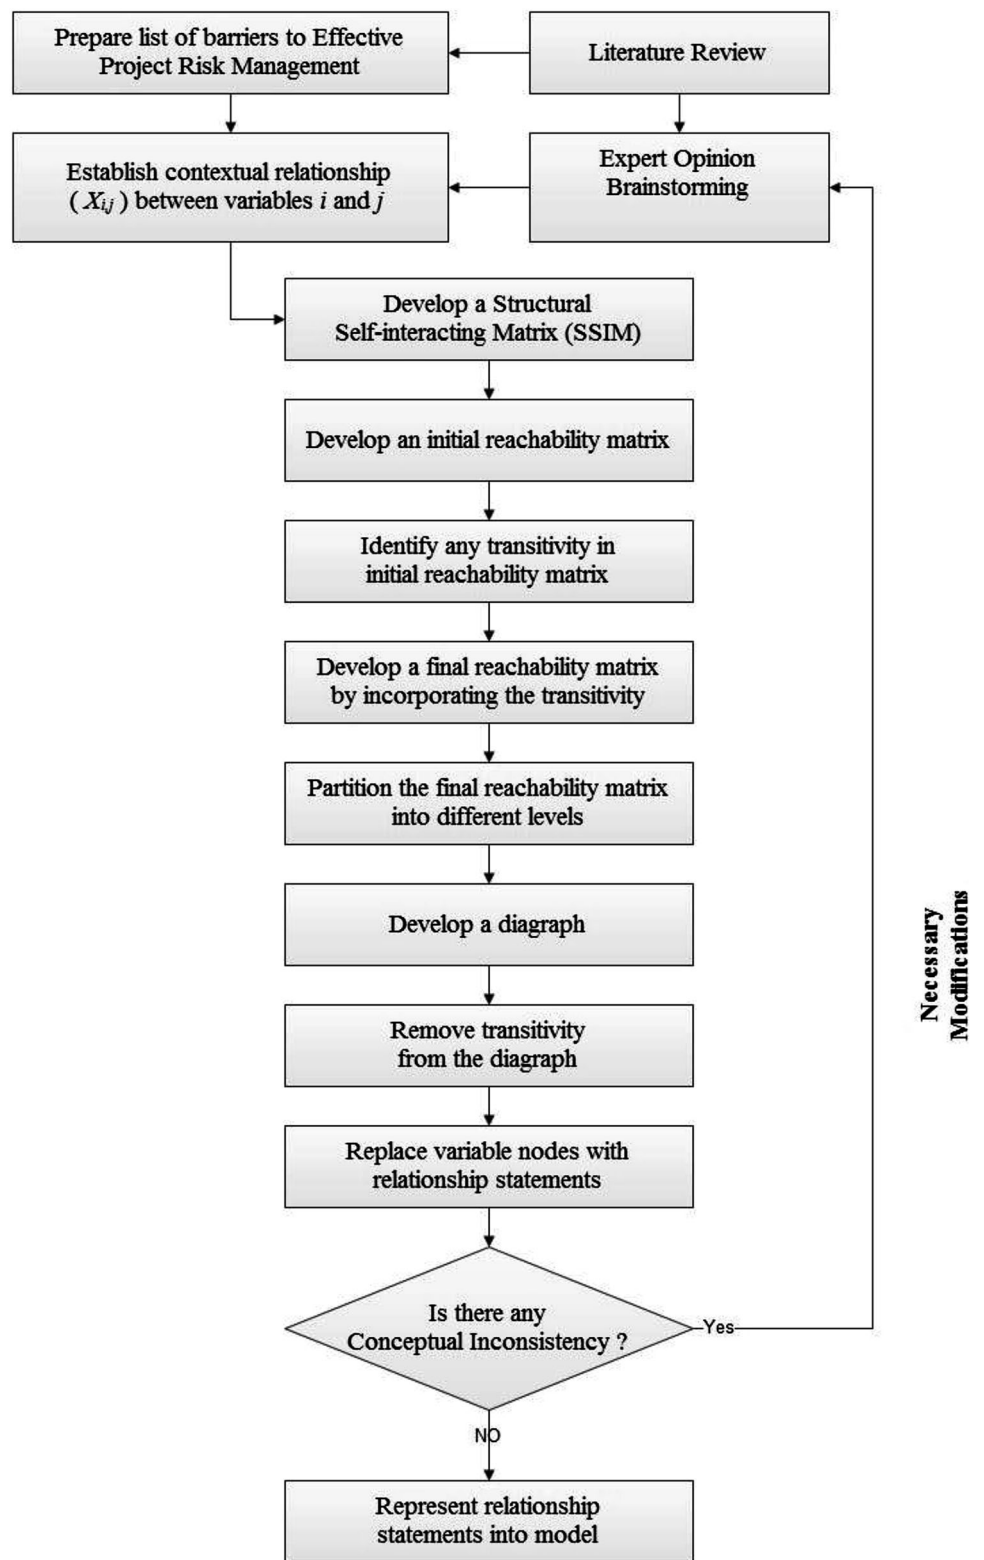 Prepare list of barriers to Effective
Project Risk Management
Literature Review
Establish contextual relationship
( Xi,j ) between variables i and j
Expert Opinion
Brainstorming
Develop a Structural
Self-interacting Matrix (SSIM)
Develop an initial reachability matrix
Identify any transitivity in
initial reachability matrix
Develop a final reachability matrix
by incorporating the transitivity
Partition the final reachability matrix
into different levels
Develop a diagraph
Remove transitivity
from the diagraph
Replace variable nodes with
relationship statements
Is there any
Conceptual Inconsistency ?
Yes
Necessary
Modifications
NO
Represent relationship
statements into model